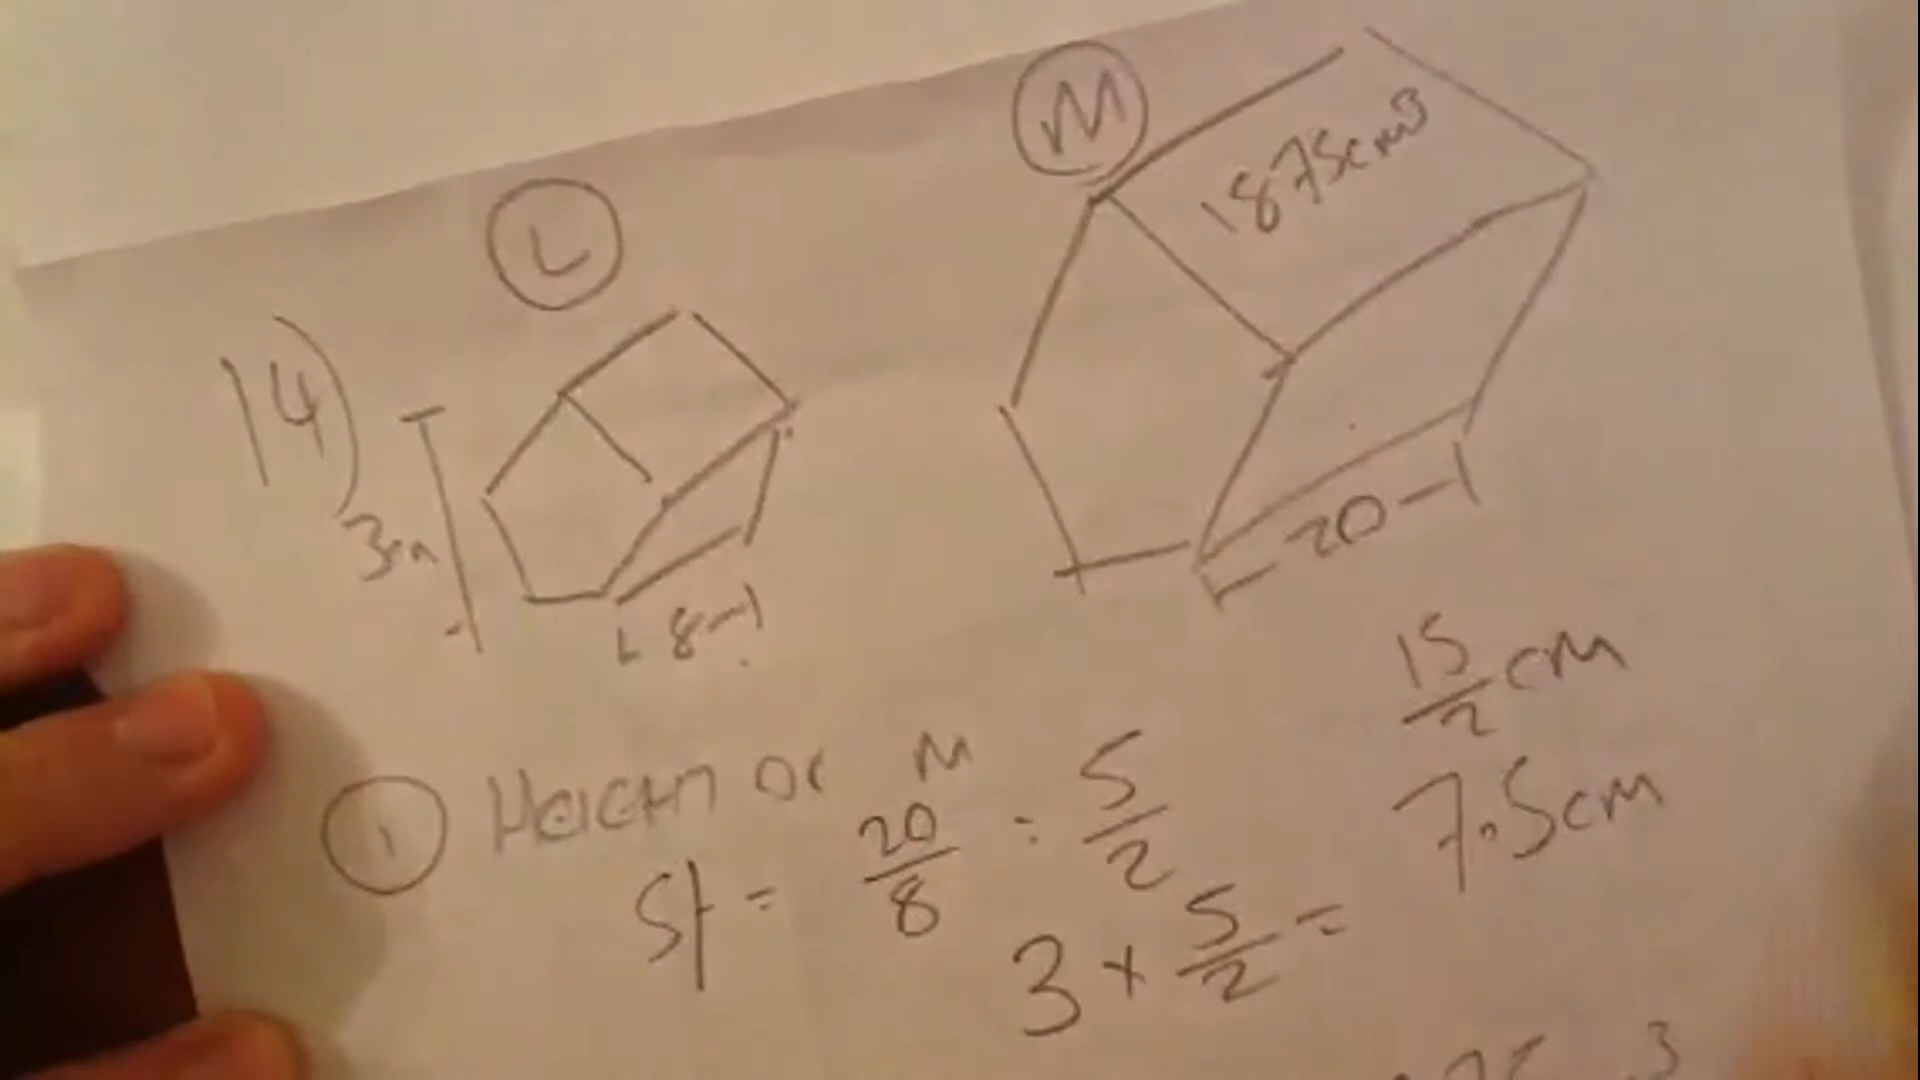 M
1875cm³
L
14)
3cm
8
20
15/2 cm
① HEIGHT OF M
Sf = 20/8 = 5/2
7.5cm
3 × 5/2 =